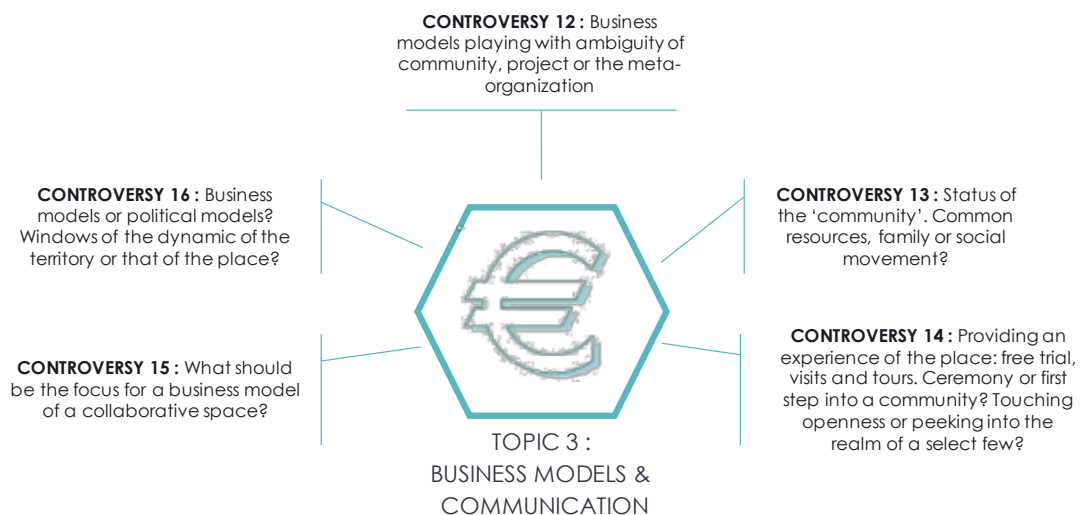 CONTROVERSY 12 : Business
models playing with ambiguity of
community, project or the meta-
organization
CONTROVERSY 16 : Business
models or political models?
Windows of the dynamic of the
territory or that of the place?
CONTROVERSY 13 : Status of
the ‘community’. Common
resources, family or social
movement?
CONTROVERSY 15 : What should
be the focus for a business model
of a collaborative space?
CONTROVERSY 14 : Providing an
experience of the place: free trial,
visits and tours. Ceremony or first
step into a community? Touching
openness or peeking into the
realm of a select few?
€
TOPIC 3 :
BUSINESS MODELS &
COMMUNICATION